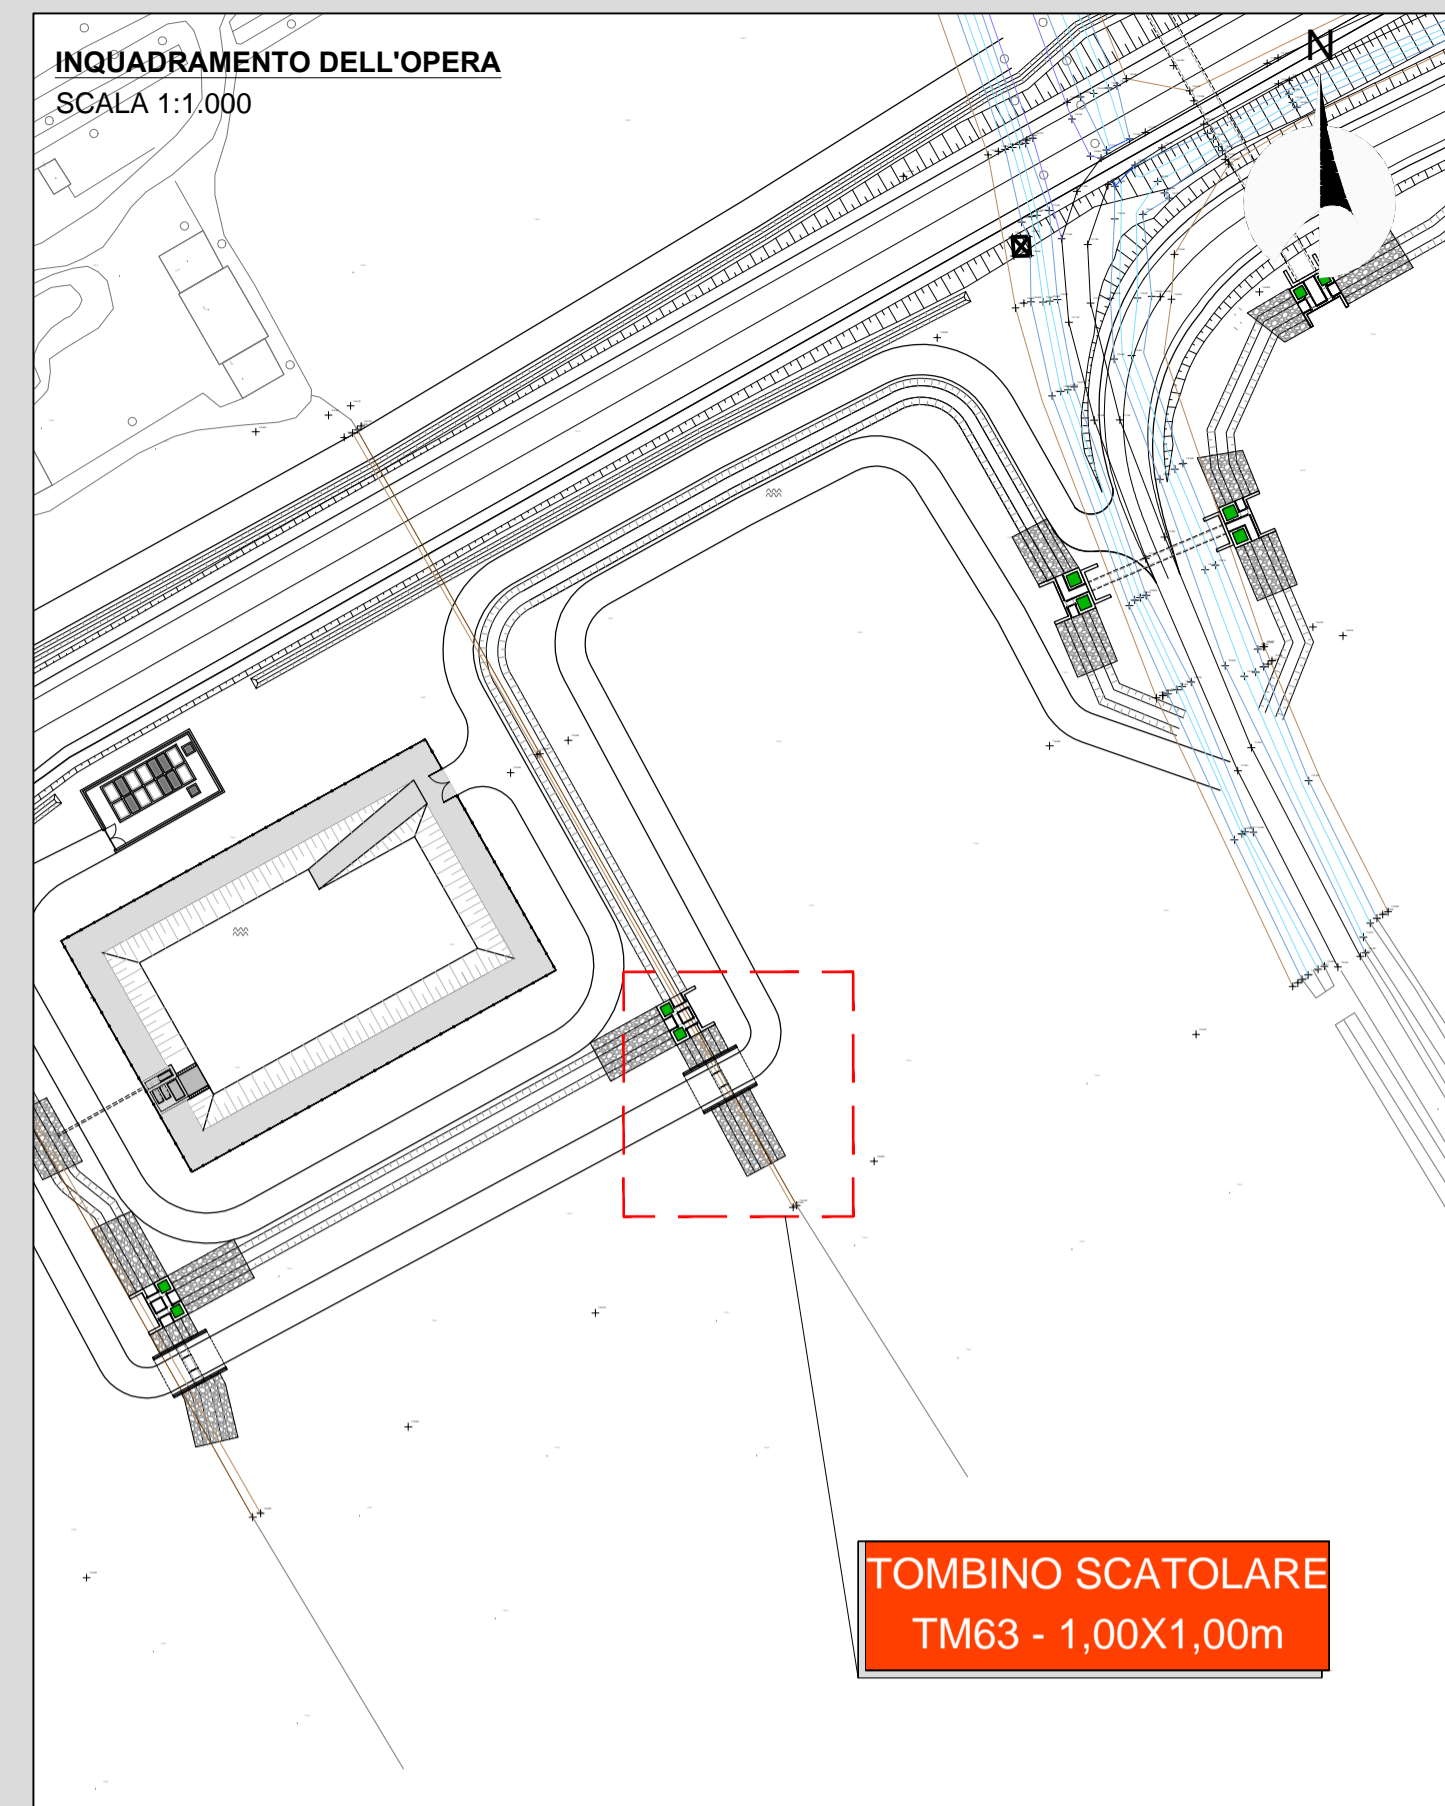 INQUADRAMENTO DELL'OPERA
SCALA 1:1.000
N
TOMBINO SCATOLARE
TM63 - 1,00X1,00m